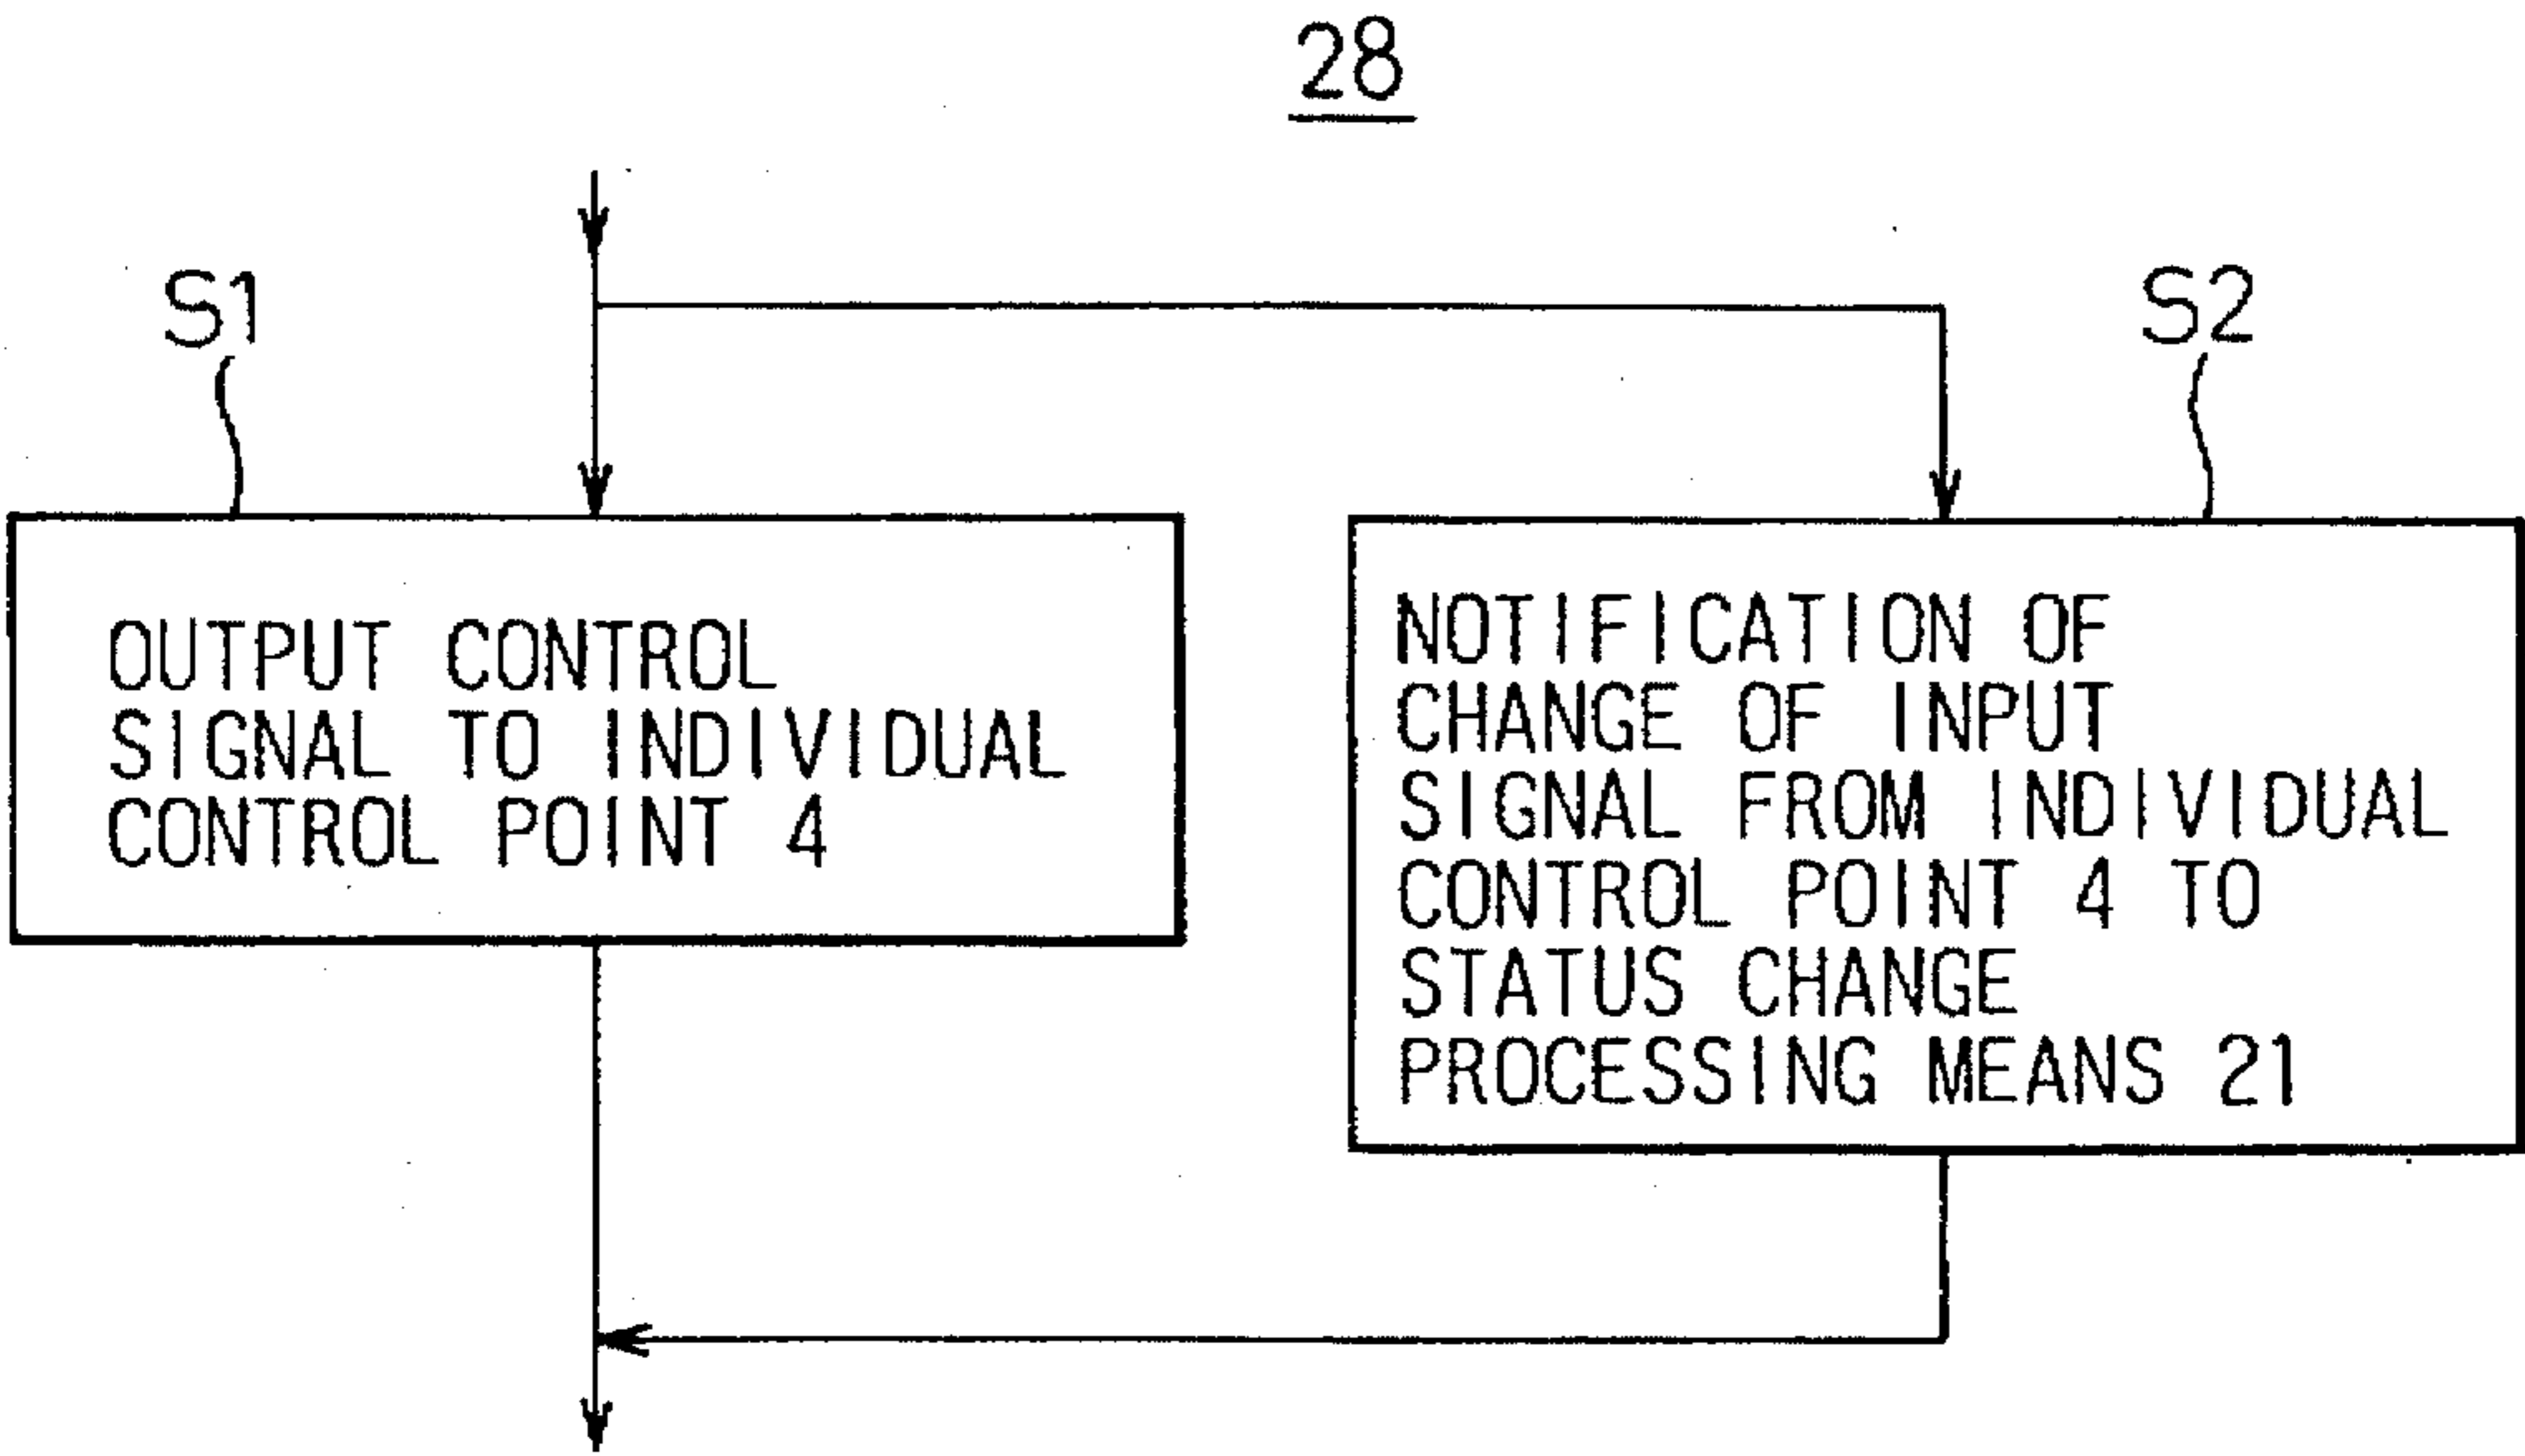 28
S1
S2
OUTPUT CONTROL
SIGNAL TO INDIVIDUAL
CONTROL POINT 4
NOTIFICATION OF
CHANGE OF INPUT
SIGNAL FROM INDIVIDUAL
CONTROL POINT 4 TO
STATUS CHANGE
PROCESSING MEANS 21